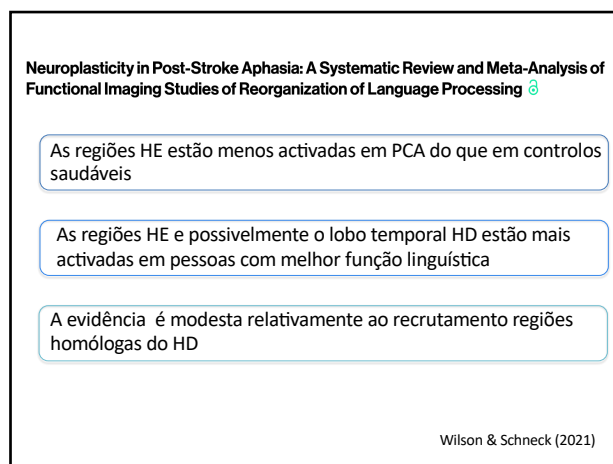 Neuroplasticity in Post-Stroke Aphasia: A Systematic Review and Meta-Analysis of
Functional Imaging Studies of Reorganization of Language Processing
As regiões HE estão menos activadas em PCA do que em controlos
saudáveis
As regiões HE e possivelmente o lobo temporal HD estão mais
activadas em pessoas com melhor função linguística
A evidência é modesta relativamente ao recrutamento regiões
homólogas do HD
Wilson & Schneck (2021)